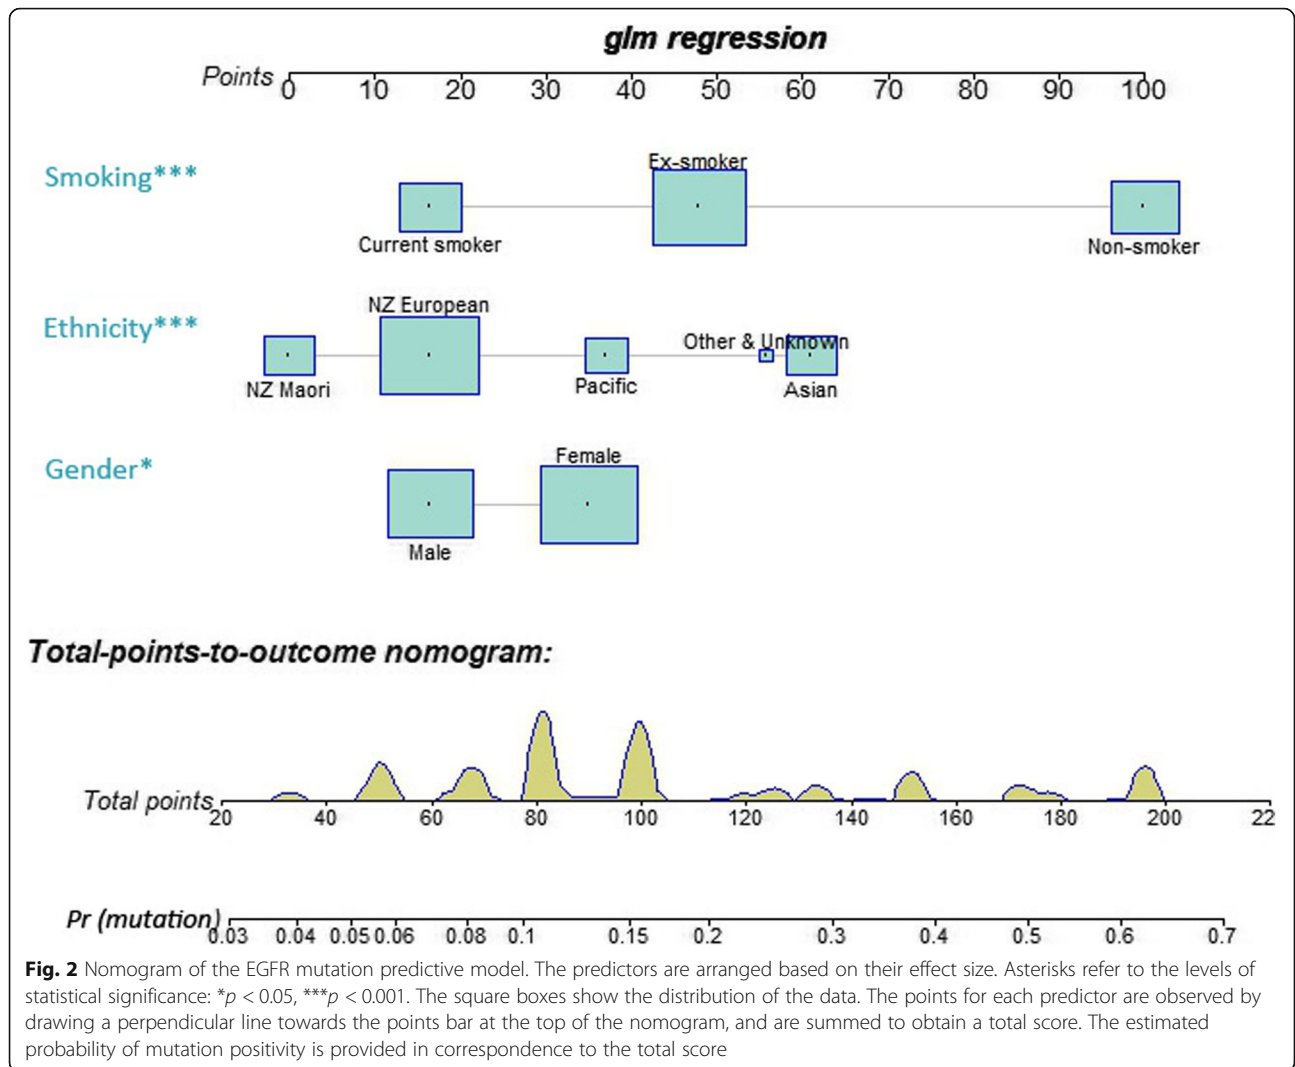 glm regression
Points
0 10 20 30 40 50 60 70 80 90 100
Smoking***
Ex-smoker
Current smoker
Non-smoker
Ethnicity***
NZ European
Other & Unknown
NZ Maori
Pacific
Asian
Gender*
Female
Male
Total-points-to-outcome nomogram:
Total points
20 40 60 80 100 120 140 160 180 200 22
Pr (mutation)
0.03 0.04 0.05 0.06 0.08 0.1 0.15 0.2 0.3 0.4 0.5 0.6 0.7
Fig. 2 Nomogram of the EGFR mutation predictive model. The predictors are arranged based on their effect size. Asterisks refer to the levels of
statistical significance: *p < 0.05, ***p < 0.001. The square boxes show the distribution of the data. The points for each predictor are observed by
drawing a perpendicular line towards the points bar at the top of the nomogram, and are summed to obtain a total score. The estimated
probability of mutation positivity is provided in correspondence to the total score